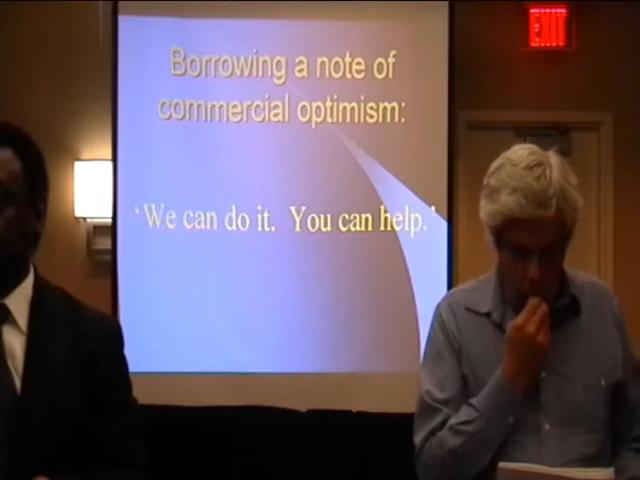 Borrowing a note of
commercial optimism:
'We can do it. You can help.'
EXIT